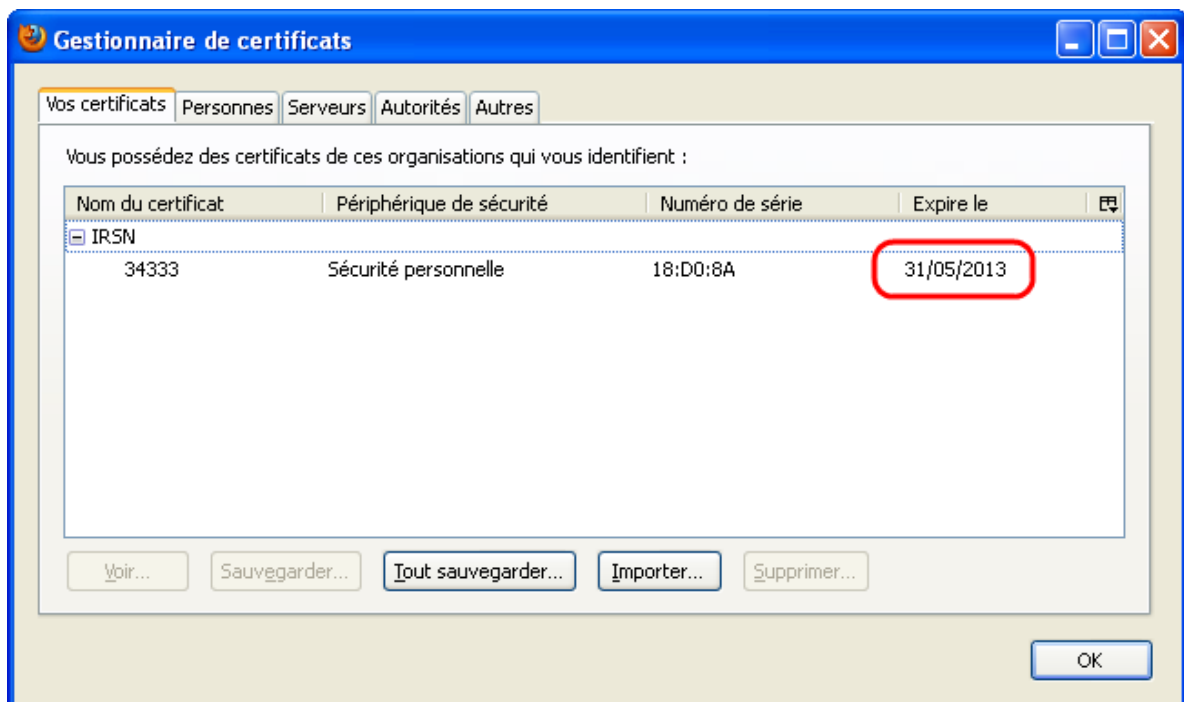 Gestionnaire de certificats
Vos certificats Personnes Serveurs Autorités Autres
Vous possédez des certificats de ces organisations qui vous identifient :
Nom du certificat Périphérique de sécurité Numéro de série Expire le
IRSN
34333 Sécurité personnelle 18:D0:8A 31/05/2013
Voir... Sauvegarder... Tout sauvegarder... Importer... Supprimer...
OK